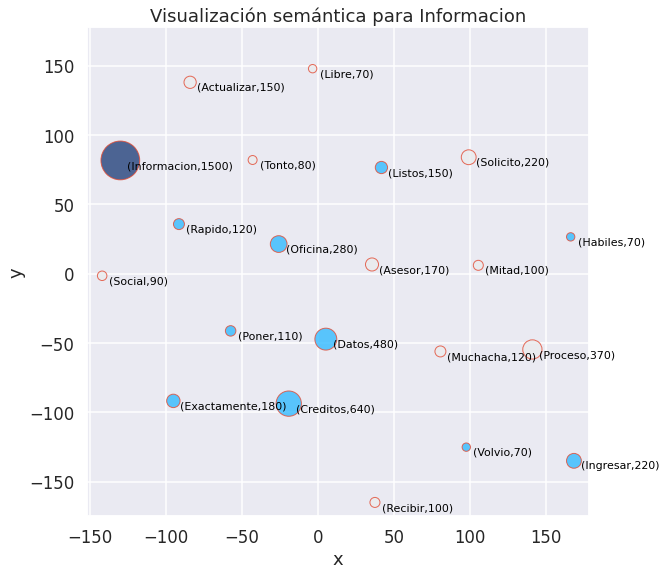 Visualización semántica para Informacion
150
100
50
0
−50
−100
−150
y
(Libre,70)
(Actualizar,150)
(Informacion,1500)
(Tonto,80)
(Listos,150)
(Solicito,220)
(Rapido,120)
(Oficina,280)
(Habiles,70)
(Social,90)
(Asesor,170)
(Mitad,100)
(Poner,110)
(Datos,480)
(Muchacha,120)
(Proceso,370)
(Exactamente,180)
(Creditos,640)
(Volvio,70)
(Ingresar,220)
(Recibir,100)
−150 −100 −50 0 50 100 150
x